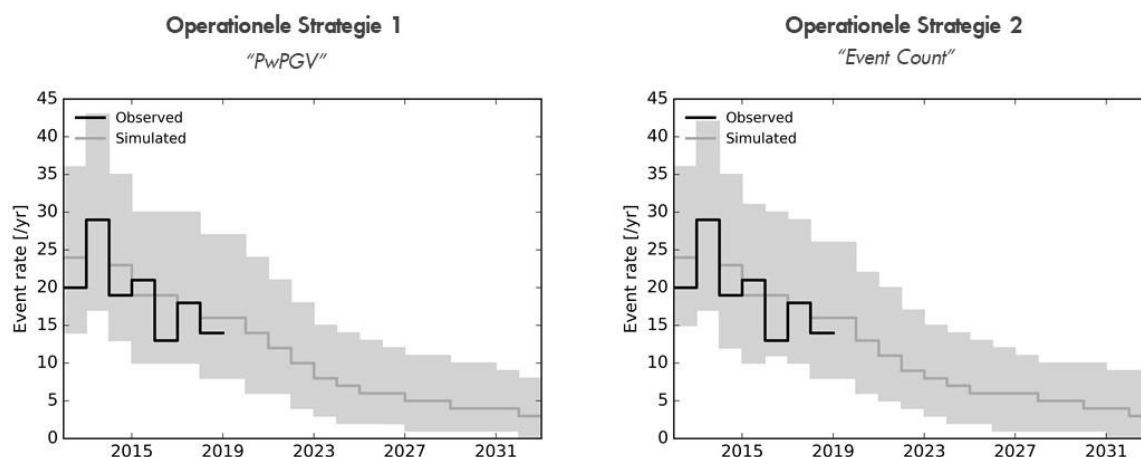 Operationele Strategie 1
"PwPGV"
45
40
35
30
25
20
15
10
5
0
Event rate [/yr]
Observed
Simulated
2015 2019 2023 2027 2031
Operationele Strategie 2
"Event Count"
45
40
35
30
25
20
15
10
5
0
Event rate [/yr]
Observed
Simulated
2015 2019 2023 2027 2031